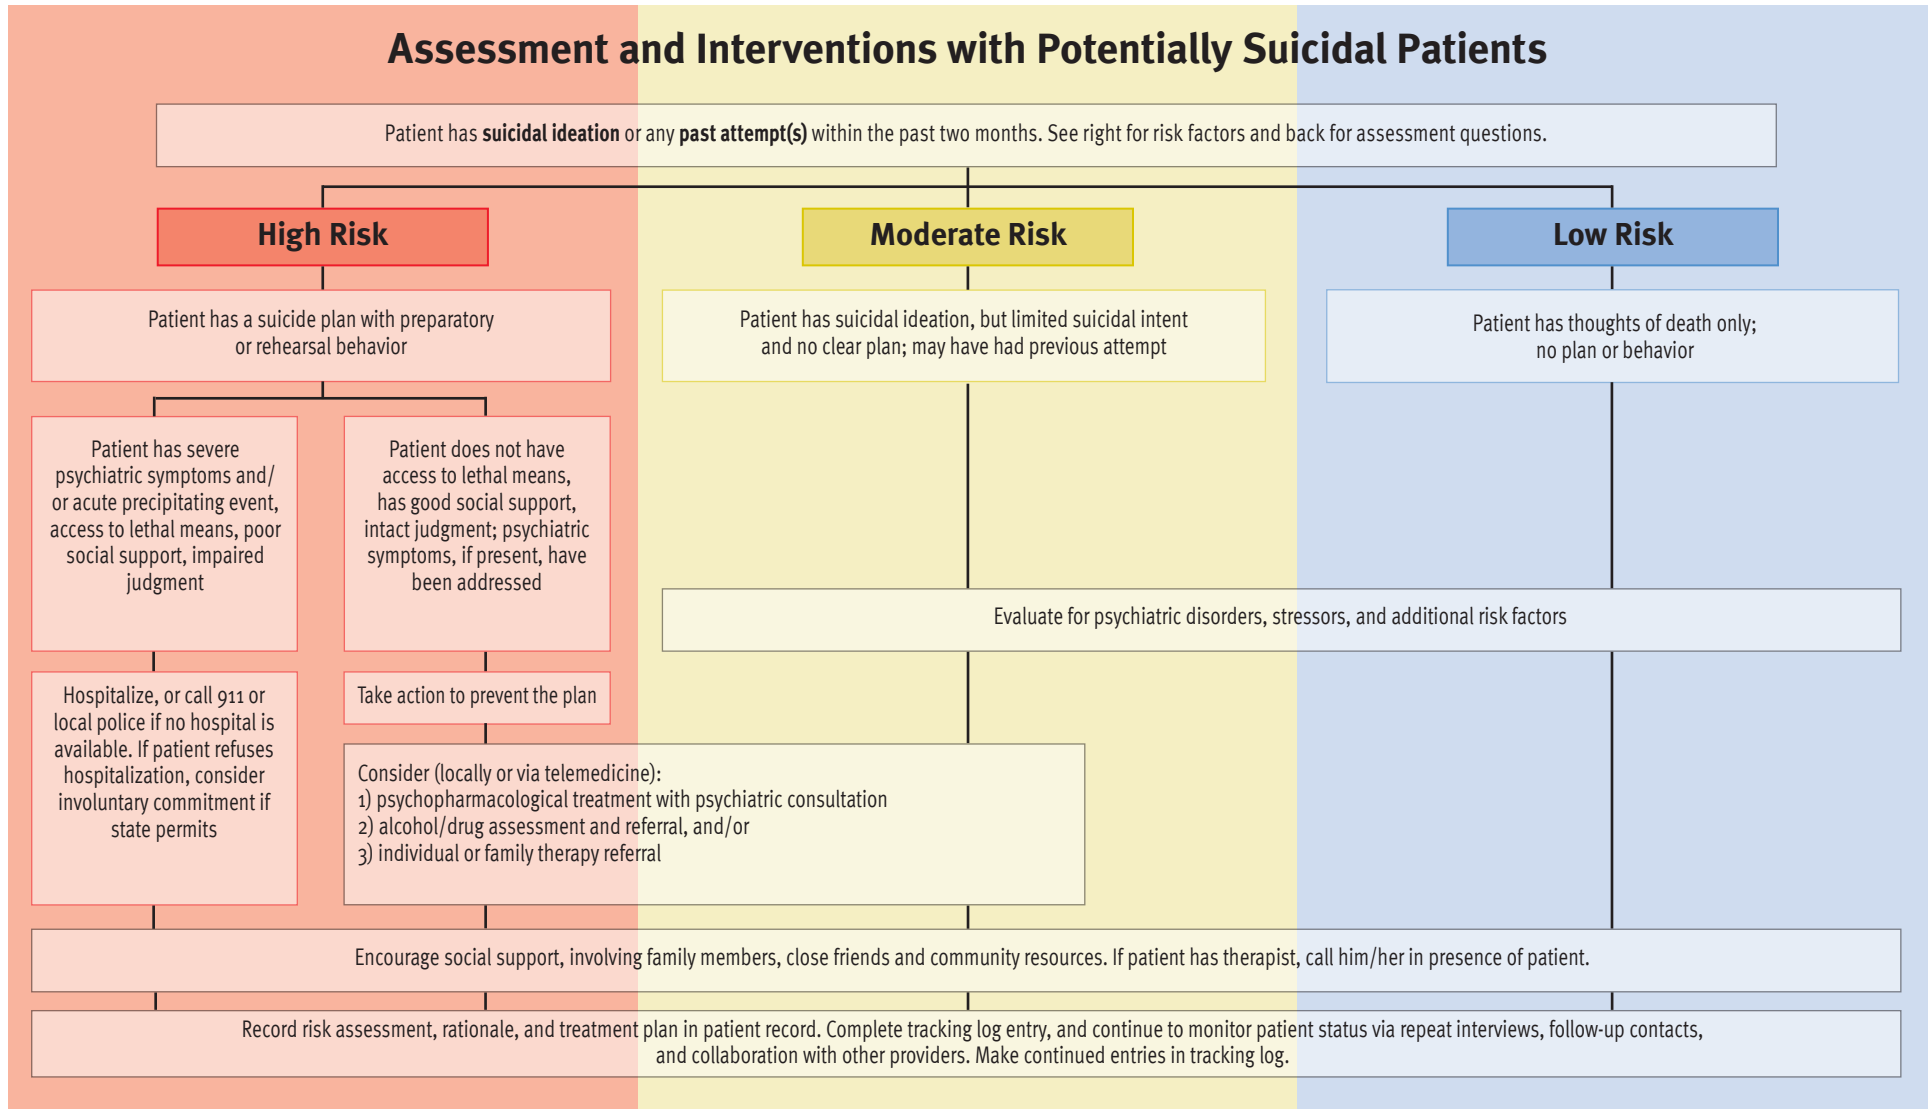 Assessment and Interventions with Potentially Suicidal Patients
Patient has suicidal ideation or any past attempt(s) within the past two months. See right for risk factors and back for assessment questions.
High Risk
Moderate Risk
Low Risk
Patient has a suicide plan with preparatory
or rehearsal behavior
Patient has suicidal ideation, but limited suicidal intent
and no clear plan; may have had previous attempt
Patient has thoughts of death only;
no plan or behavior
Patient has severe
psychiatric symptoms and/
or acute precipitating event,
access to lethal means, poor
social support, impaired
judgment
Patient does not have
access to lethal means,
has good social support,
intact judgment; psychiatric
symptoms, if present, have
been addressed
Evaluate for psychiatric disorders, stressors, and additional risk factors
Hospitalize, or call 911 or
local police if no hospital is
available. If patient refuses
hospitalization, consider
involuntary commitment if
state permits
Take action to prevent the plan
Consider (locally or via telemedicine):
1) psychopharmacological treatment with psychiatric consultation
2) alcohol/drug assessment and referral, and/or
3) individual or family therapy referral
Encourage social support, involving family members, close friends and community resources. If patient has therapist, call him/her in presence of patient.
Record risk assessment, rationale, and treatment plan in patient record. Complete tracking log entry, and continue to monitor patient status via repeat interviews, follow-up contacts,
and collaboration with other providers. Make continued entries in tracking log.